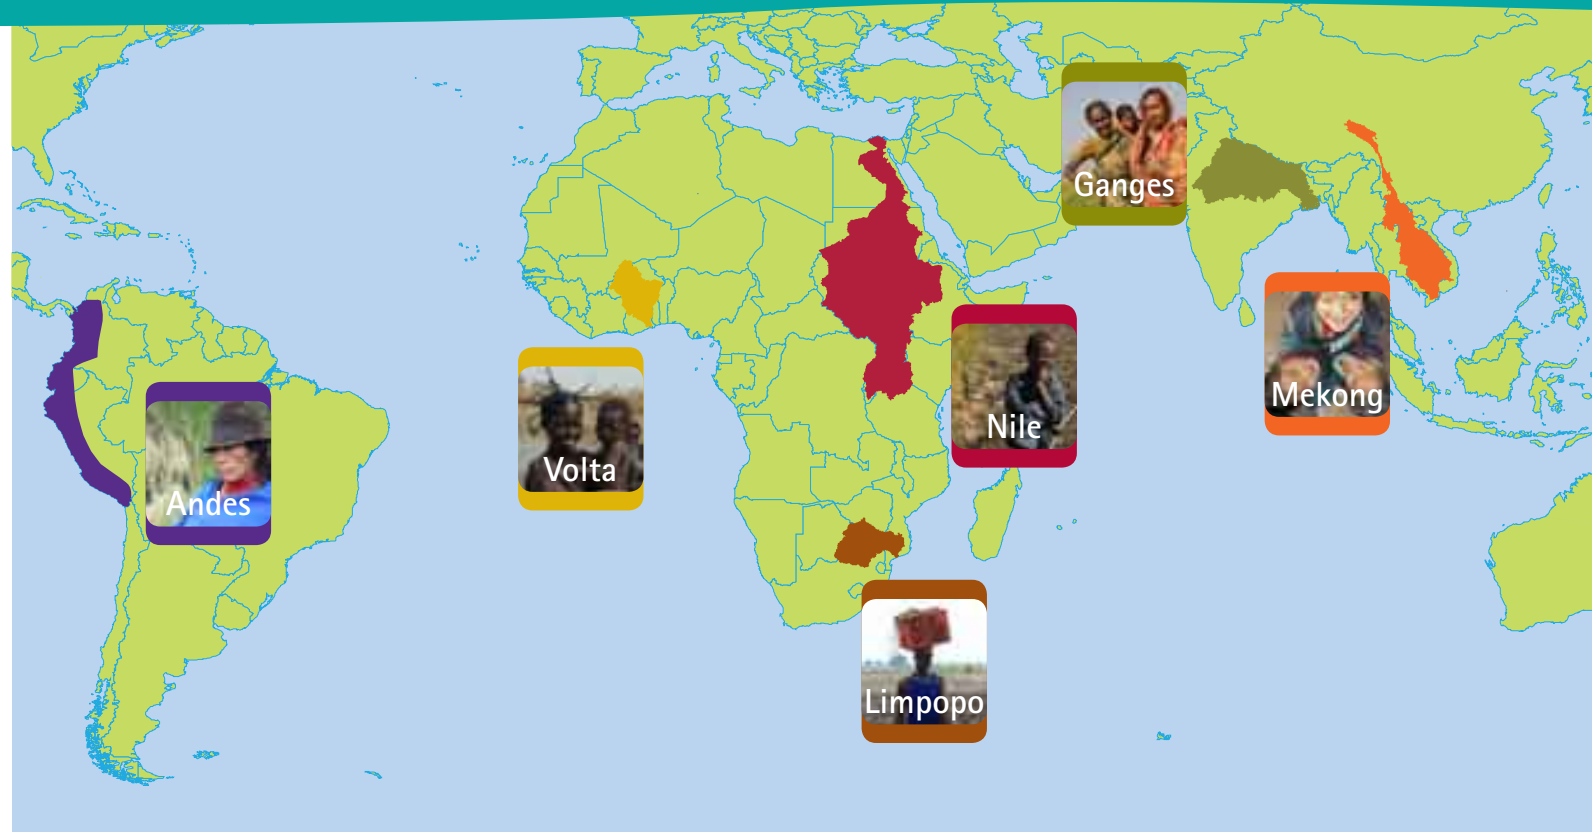 Ganges
Mekong
Nile
Volta
Andes
Limpopo